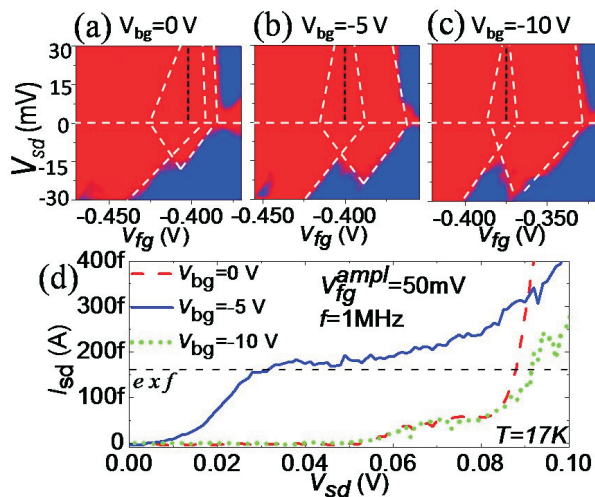 (a) V_bg=0 V (b) V_bg=-5 V (c) V_bg=-10 V
30
15
0
-15
-30
V_sd (mV)
-0.450 -0.400 -0.450 -0.400 -0.400 -0.350
V_fg (V) V_fg (V) V_fg (V)
(d)
400f
300f
200f
100f
0
I_sd (A)
V_bg=0 V
V_bg=-5 V
V_bg=-10 V
V_fg^ampl=50mV
f=1MHz
e x f
T=17K
0.00 0.02 0.04 0.06 0.08 0.10
V_sd (V)